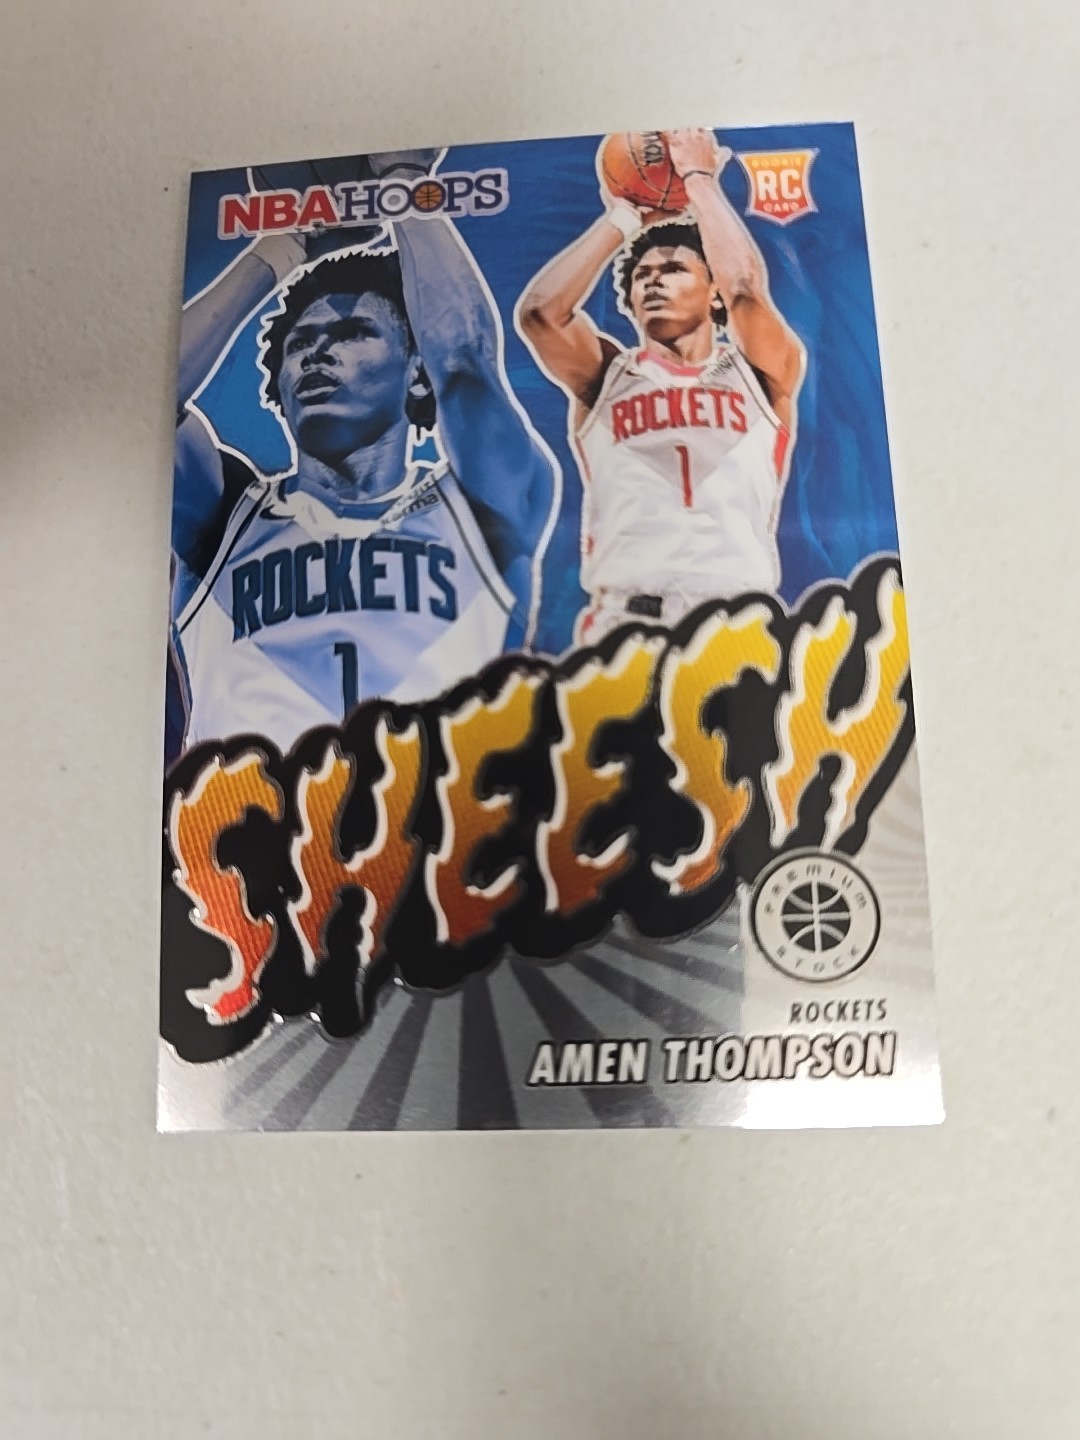 NBA HOOPS
ROOKIE
RC
CARD
ROCKETS
1
ROCKETS
1
SHEESH
PREMIUM
STOCK
ROCKETS
AMEN THOMPSON